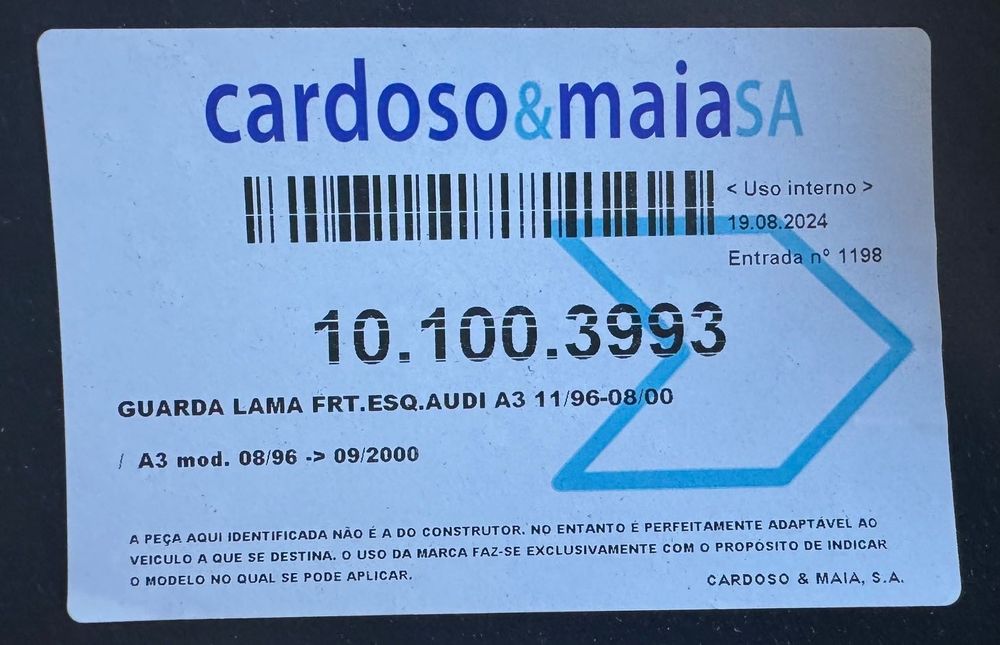 cardoso&maiaSA
< Uso interno >
19.08.2024
Entrada nº 1198
10.100.3993
GUARDA LAMA FRT.ESQ.AUDI A3 11/96-08/00
/ A3 mod. 08/96 -> 09/2000
A PEÇA AQUI IDENTIFICADA NÃO É A DO CONSTRUTOR. NO ENTANTO É PERFEITAMENTE ADAPTÁVEL AO
VEICULO A QUE SE DESTINA. O USO DA MARCA FAZ-SE EXCLUSIVAMENTE COM O PROPÓSITO DE INDICAR
O MODELO NO QUAL SE PODE APLICAR.
CARDOSO & MAIA, S.A.